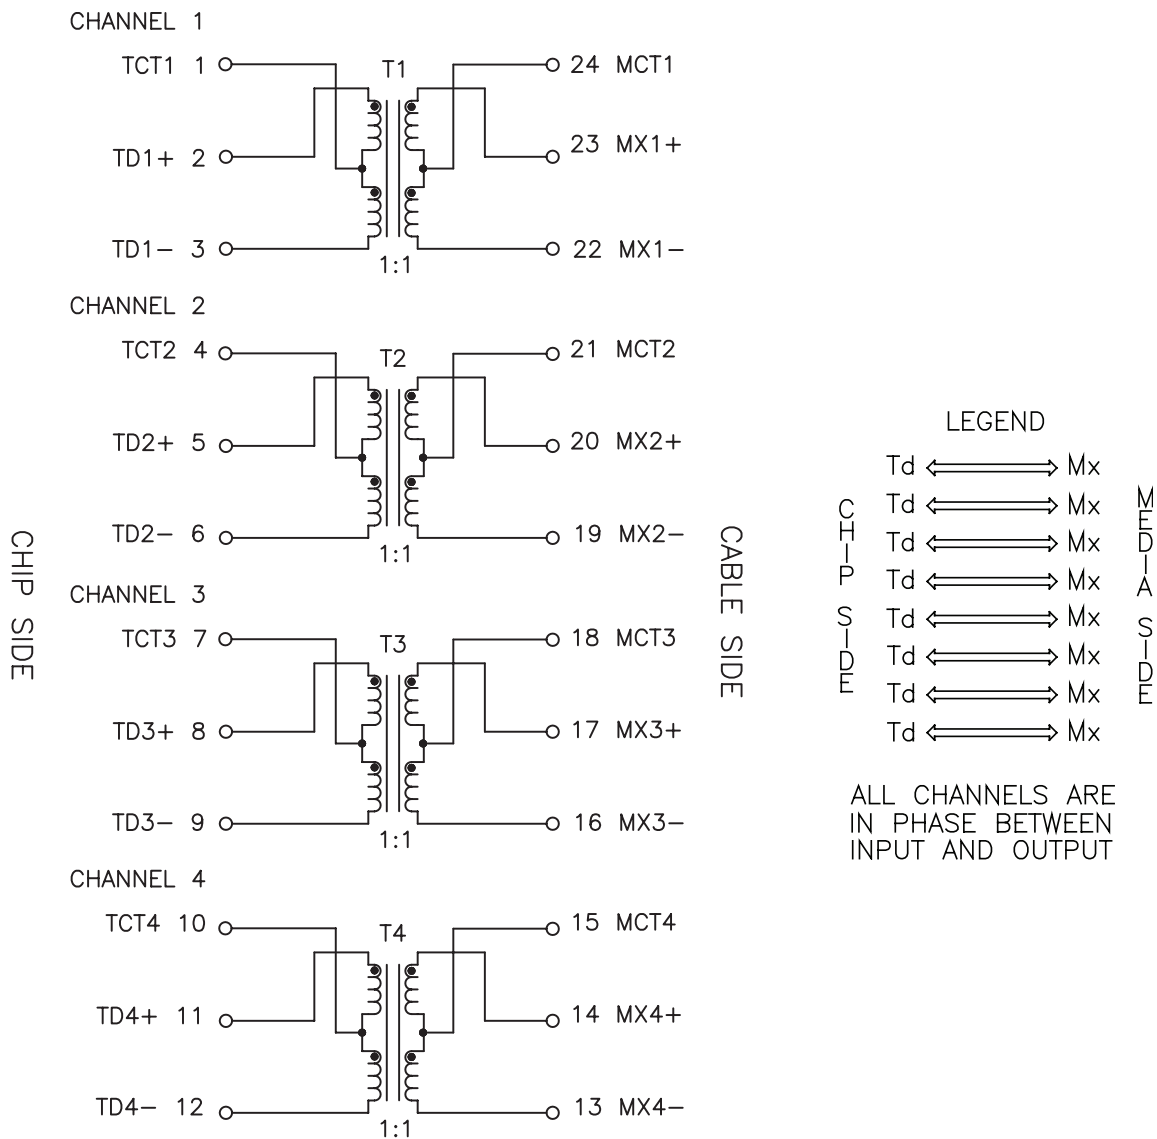 CHANNEL 1
TCT1 1
T1
24 MCT1
TD1+ 2
23 MX1+
TD1- 3
22 MX1-
1:1
CHANNEL 2
TCT2 4
T2
21 MCT2
TD2+ 5
20 MX2+
TD2- 6
19 MX2-
1:1
CHANNEL 3
TCT3 7
T3
18 MCT3
TD3+ 8
17 MX3+
TD3- 9
16 MX3-
1:1
CHANNEL 4
TCT4 10
T4
15 MCT4
TD4+ 11
14 MX4+
TD4- 12
13 MX4-
1:1
CHIP SIDE
CABLE SIDE
LEGEND
Td Mx
Td Mx
Td Mx
Td Mx
Td Mx
Td Mx
Td Mx
Td Mx
CHIP SIDE
MEDIA SIDE
ALL CHANNELS ARE
IN PHASE BETWEEN
INPUT AND OUTPUT